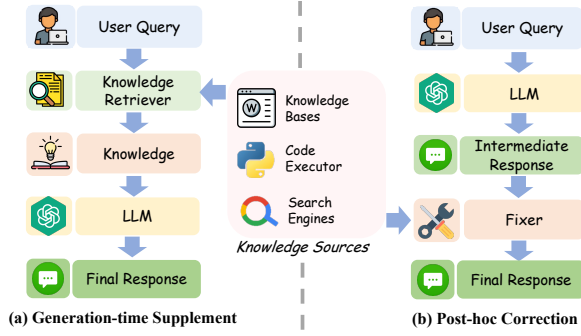 User Query
Knowledge
Retriever
Knowledge
LLM
Final Response
(a) Generation-time Supplement
W
Knowledge
Bases
Code
Executor
Search
Engines
Knowledge Sources
User Query
LLM
Intermediate
Response
Fixer
Final Response
(b) Post-hoc Correction